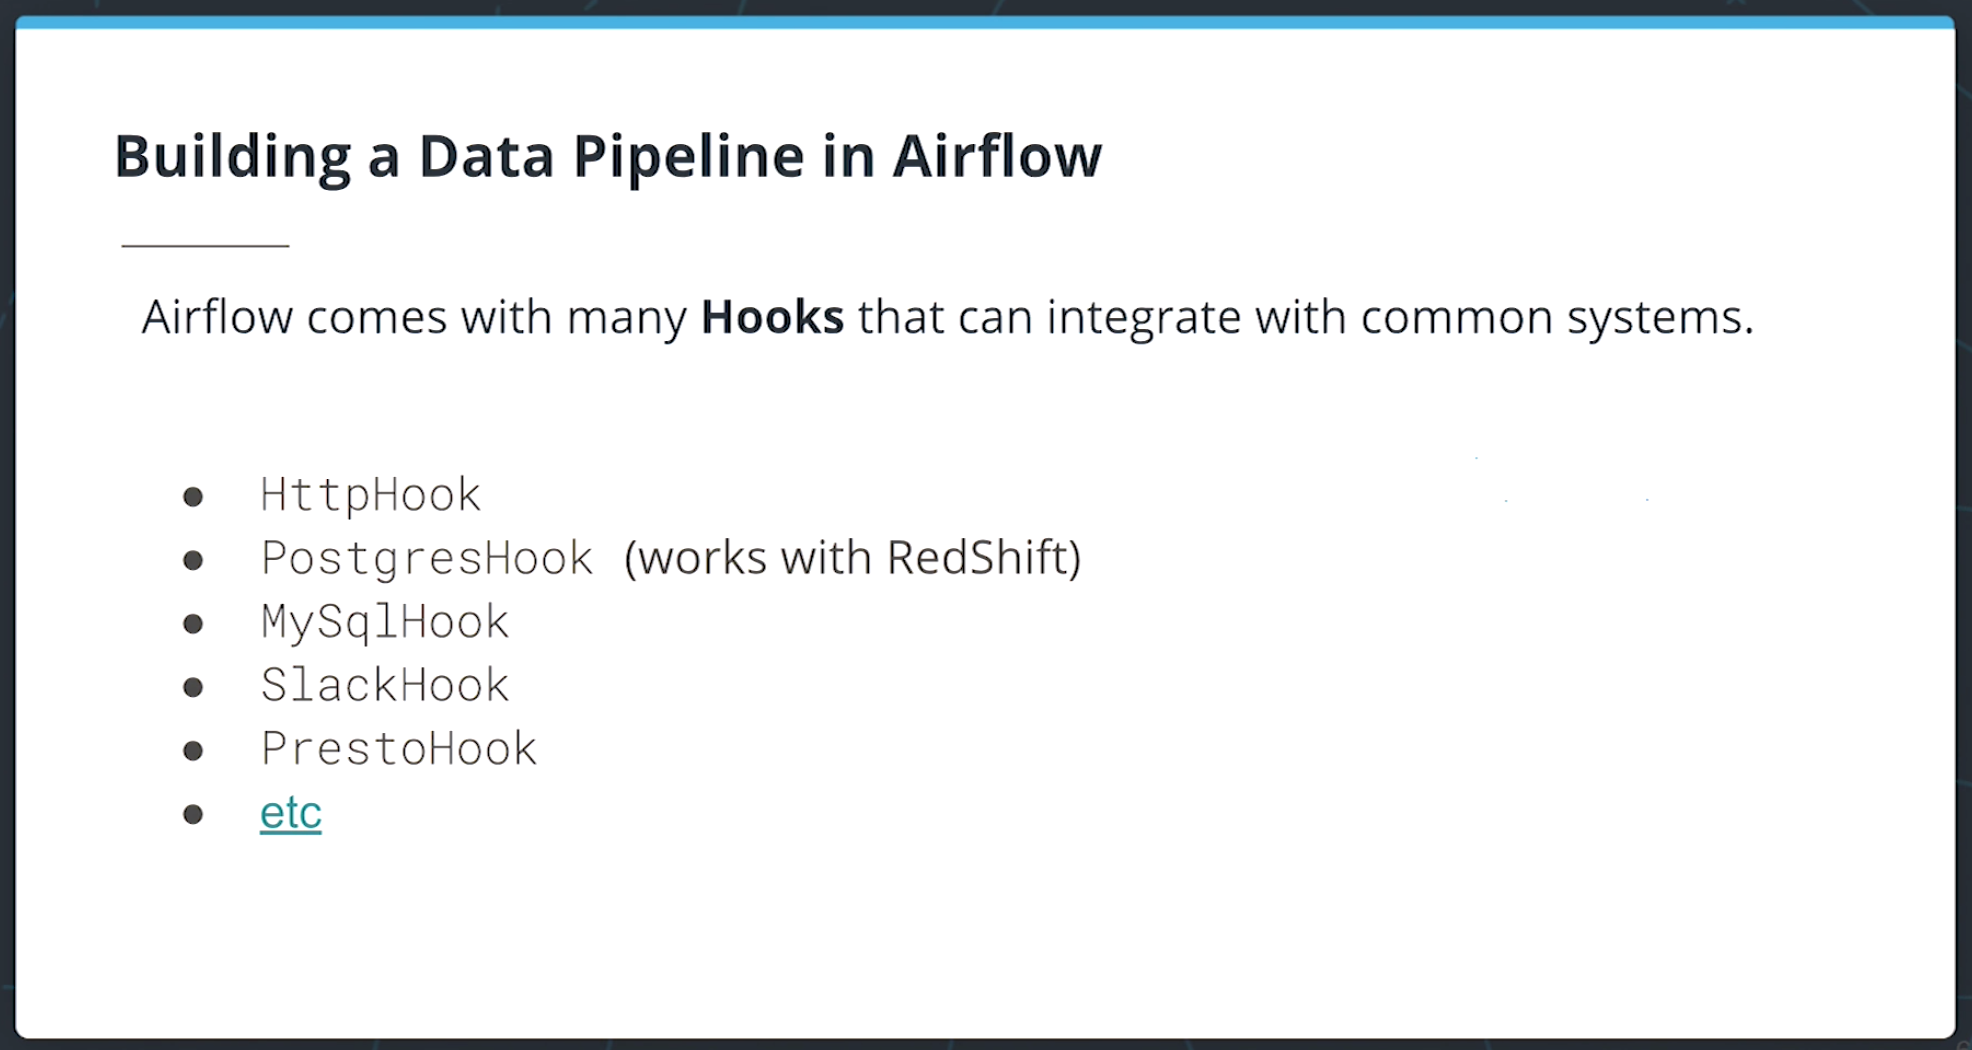 Building a Data Pipeline in Airflow
Airflow comes with many Hooks that can integrate with common systems.
● HttpHook
● PostgresHook (works with RedShift)
● MySqlHook
● SlackHook
● PrestoHook
● etc